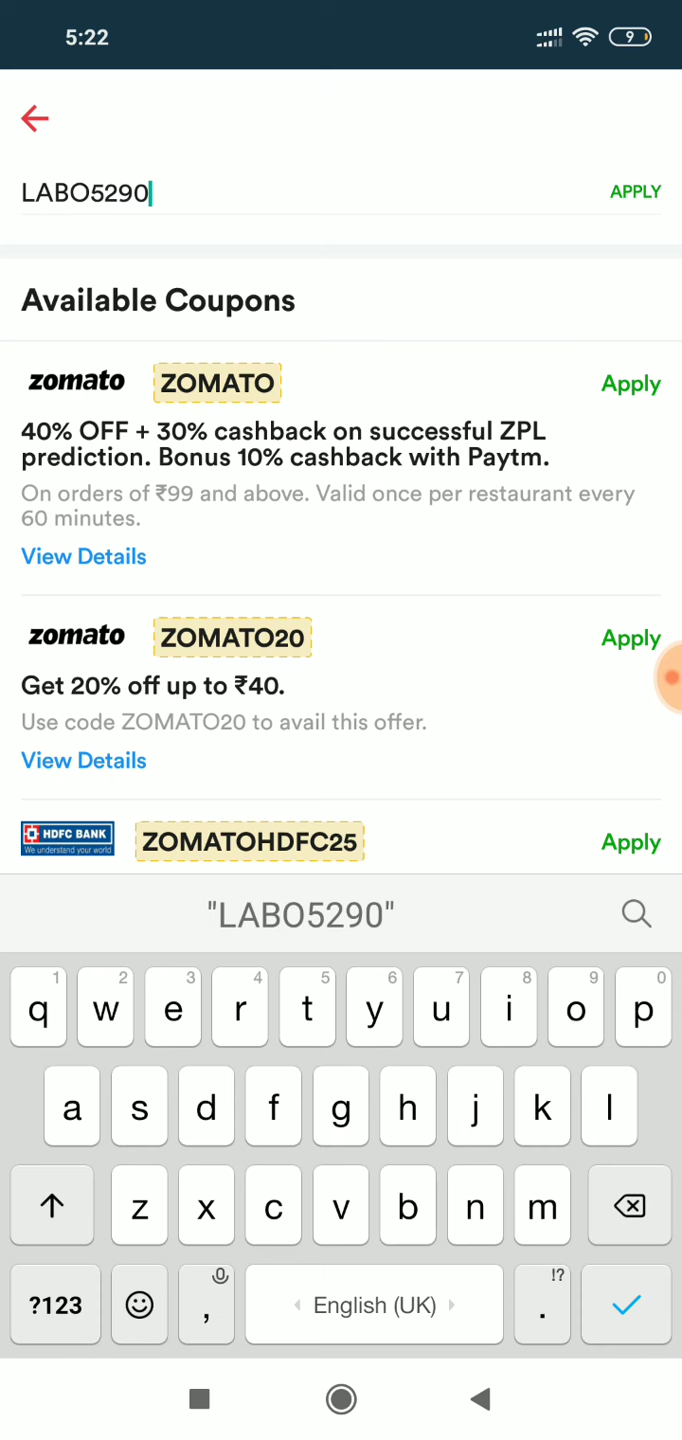 5:22
9
LABO5290 APPLY
Available Coupons
zomato ZOMATO Apply
40% OFF + 30% cashback on successful ZPL
prediction. Bonus 10% cashback with Paytm.
On orders of ₹99 and above. Valid once per restaurant every
60 minutes.
View Details
zomato ZOMATO20 Apply
Get 20% off up to ₹40.
Use code ZOMATO20 to avail this offer.
View Details
HDFC BANK ZOMATOHDFC25 Apply
We understand your world
"LABO5290"
1 2 3 4 5 6 7 8 9 0
q w e r t y u i o p
a s d f g h j k l
z x c v b n m
!?
?123 , English (UK) .